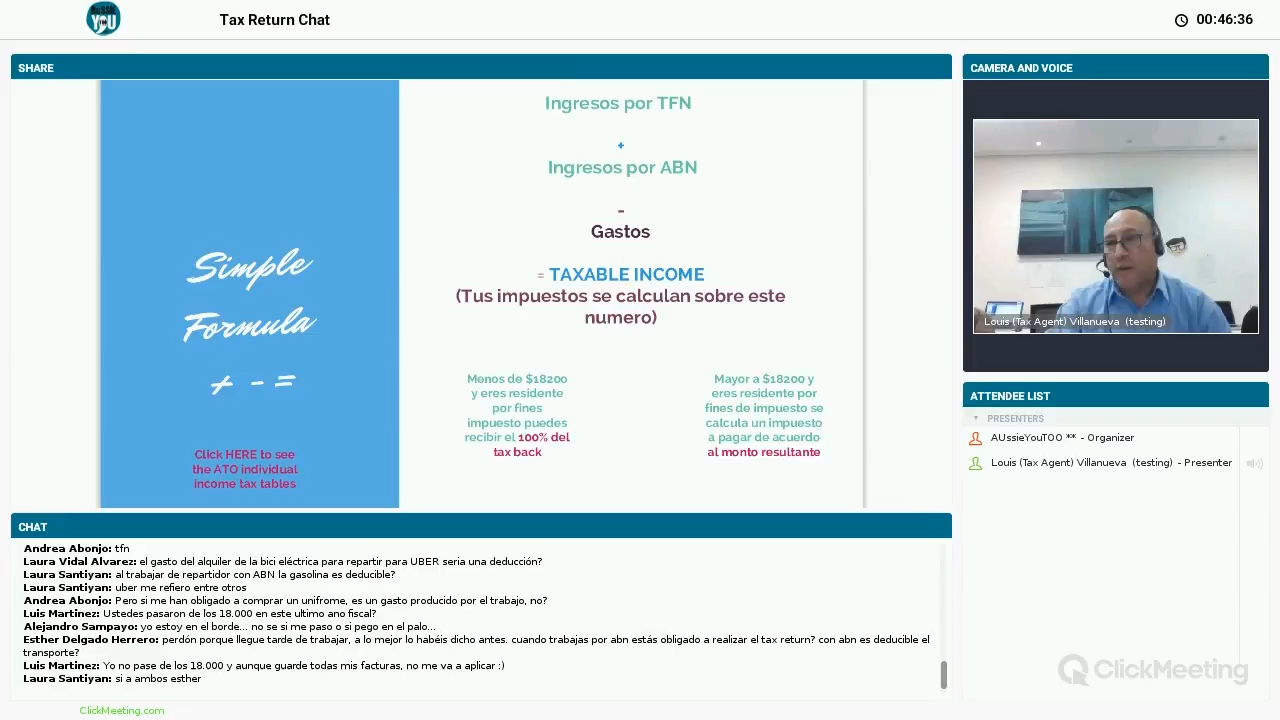 AUSSIE
YOU
TOO
Tax Return Chat
00:46:36
SHARE
Simple
Formula
+ - =
Click HERE to see
the ATO individual
income tax tables
Ingresos por TFN
+
Ingresos por ABN
-
Gastos
= TAXABLE INCOME
(Tus impuestos se calculan sobre este
numero)
Menos de $18200
y eres residente
por fines
impuesto puedes
recibir el 100% del
tax back
Mayor a $18200 y
eres residente por
fines de impuesto se
calcula un impuesto
a pagar de acuerdo
al monto resultante
CAMERA AND VOICE
Louis (Tax Agent) Villanueva (testing)
ATTENDEE LIST
PRESENTERS
AUssieYouTOO ** - Organizer
Louis (Tax Agent) Villanueva (testing) - Presenter
CHAT
Andrea Abonjo: tfn
Laura Vidal Alvarez: el gasto del alquiler de la bici eléctrica para repartir para UBER seria una deducción?
Laura Santiyan: al trabajar de repartidor con ABN la gasolina es deducible?
Laura Santiyan: uber me refiero entre otros
Andrea Abonjo: Pero si me han obligado a comprar un unifrome, es un gasto producido por el trabajo, no?
Luis Martinez: Ustedes pasaron de los 18.000 en este ultimo ano fiscal?
Alejandro Sampayo: yo estoy en el borde... no se si me paso o si pego en el palo...
Esther Delgado Herrero: perdón porque llegue tarde de trabajar, a lo mejor lo habéis dicho antes. cuando trabajas por abn estás obligado a realizar el tax return? con abn es deducible el
transporte?
Luis Martinez: Yo no pase de los 18.000 y aunque guarde todas mis facturas, no me va a aplicar :)
Laura Santiyan: si a ambos esther
ClickMeeting
ClickMeeting.com